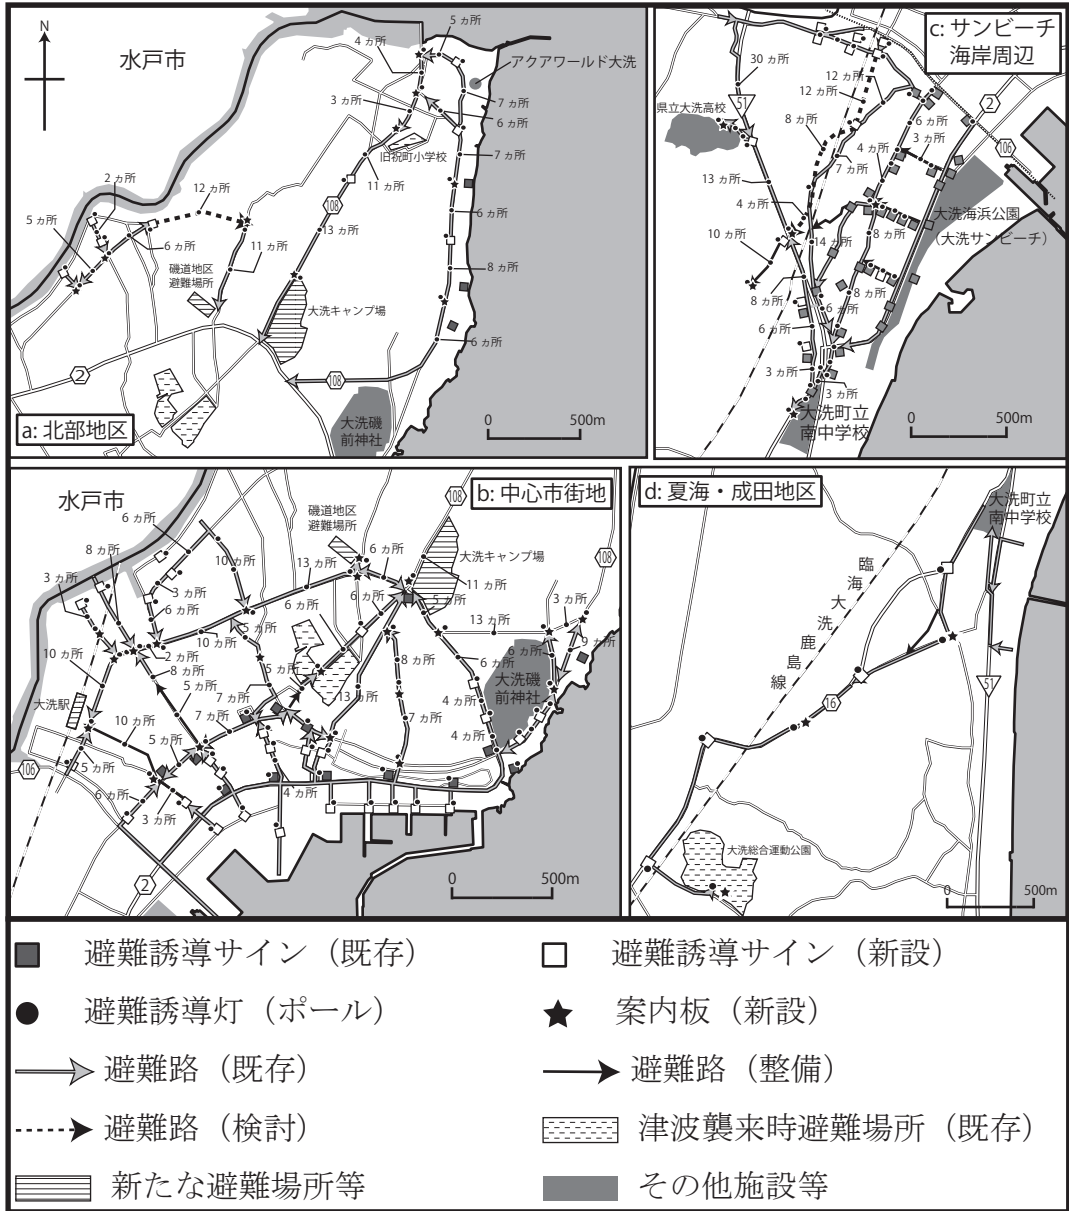 N
水戸市
5ヵ所
4ヵ所
アクアワールド大洗
7ヵ所
3ヵ所
6ヵ所
旧祝町小学校
7ヵ所
11ヵ所
2ヵ所
12ヵ所
108
5ヵ所
6ヵ所
13ヵ所
6ヵ所
11ヵ所
磯道地区
避難場所
8ヵ所
大洗キャンプ場
6ヵ所
2
108
a: 北部地区
大洗磯
前神社
0
500m
c: サンビーチ
海岸周辺
30ヵ所
12ヵ所
12ヵ所
51
2
県立大洗高校
6ヵ所
8ヵ所
3ヵ所
106
4ヵ所
7ヵ所
13ヵ所
4ヵ所
大洗海浜公園
(大洗サンビーチ)
10ヵ所
14ヵ所
8ヵ所
8ヵ所
8ヵ所
6ヵ所
6ヵ所
3ヵ所
3ヵ所
大洗町立
南中学校
0
500m
水戸市
b: 中心市街地
108
6ヵ所
磯道地区
避難場所
8ヵ所
6ヵ所
大洗キャンプ場
108
10ヵ所
13ヵ所
11ヵ所
3ヵ所
3ヵ所
6ヵ所
6ヵ所
6ヵ所
5ヵ所
3ヵ所
5ヵ所
13ヵ所
10ヵ所
9ヵ所
2ヵ所
10ヵ所
8ヵ所
8ヵ所
6ヵ所
6ヵ所
5ヵ所
大洗磯
前神社
5ヵ所
7ヵ所
13ヵ所
4ヵ所
大洗駅
7ヵ所
7ヵ所
10ヵ所
5ヵ所
4ヵ所
106
5ヵ所
6ヵ所
4ヵ所
3ヵ所
2
0
500m
d: 夏海・成田地区
大洗町立
南中学校
臨海大洗鹿島線
51
16
大洗総合運動公園
0
500m
避難誘導サイン（既存）
避難誘導サイン（新設）
避難誘導灯（ポール）
案内板（新設）
避難路（既存）
避難路（整備）
避難路（検討）
津波襲来時避難場所（既存）
新たな避難場所等
その他施設等